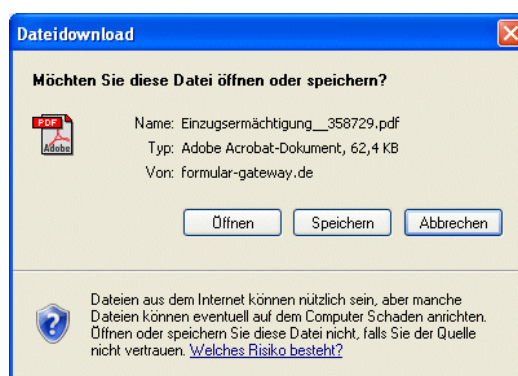 Dateidownload
Möchten Sie diese Datei öffnen oder speichern?
PDF
Adobe
Name: Einzugsermächtigung__358729.pdf
Typ: Adobe Acrobat-Dokument, 62,4 KB
Von: formular-gateway.de
Öffnen Speichern Abbrechen
Dateien aus dem Internet können nützlich sein, aber manche
Dateien können eventuell auf dem Computer Schaden anrichten.
Öffnen oder speichern Sie diese Datei nicht, falls Sie der Quelle
nicht vertrauen. Welches Risiko besteht?